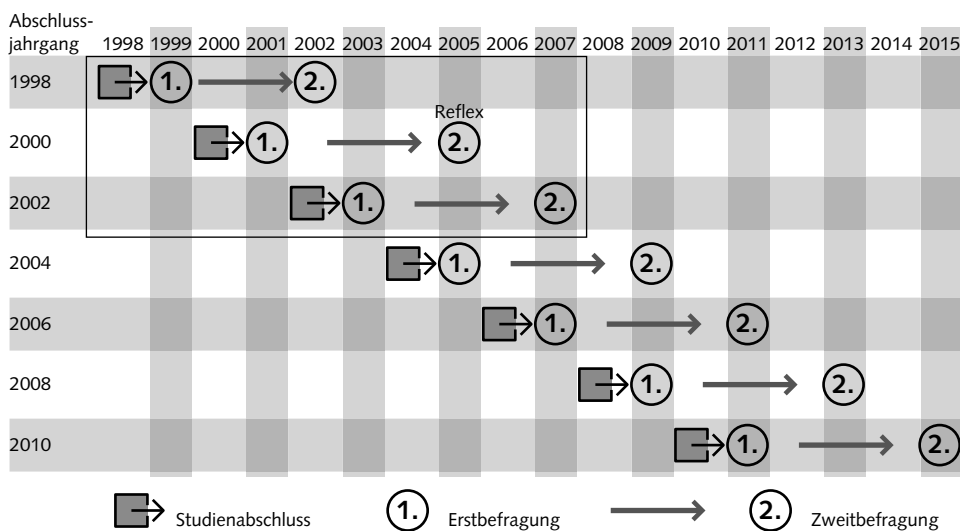 Abschluss-
jahrgang 1998 1999 2000 2001 2002 2003 2004 2005 2006 2007 2008 2009 2010 2011 2012 2013 2014 2015
1998 1. 2.
Reflex
2000 1. 2.
2002 1. 2.
2004 1. 2.
2006 1. 2.
2008 1. 2.
2010 1. 2.
Studienabschluss 1. Erstbefragung 2. Zweitbefragung